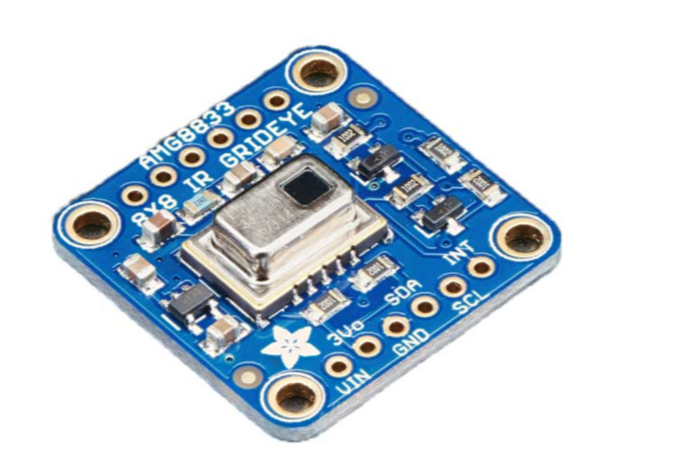 AMG8833
8X8 IR GRIDEYE
INT
SDA
SCL
3Vo
GND
VIN